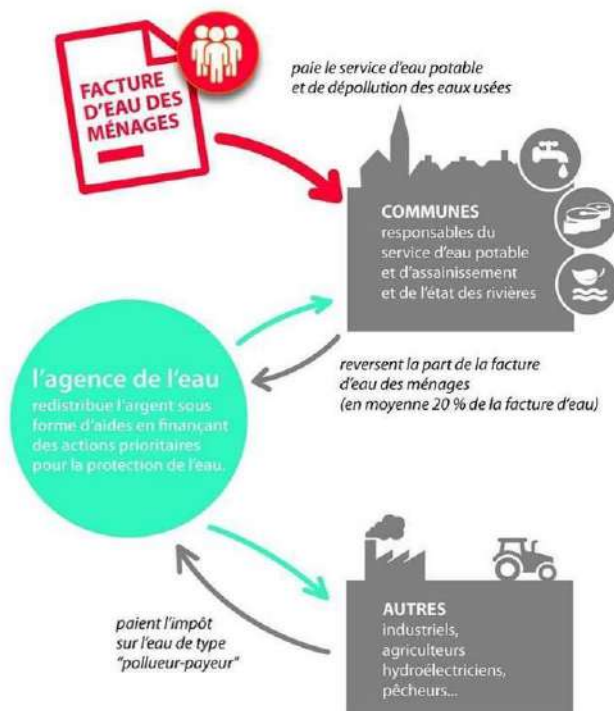 FACTURE
D'EAU DES
MÉNAGES
paie le service d'eau potable
et de dépollution des eaux usées
COMMUNES
responsables du
service d'eau potable
et d'assainissement
et de l'état des rivières
l'agence de l'eau
redistribue l'argent sous
forme d'aides en finançant
des actions prioritaires
pour la protection de l'eau.
reversent la part de la facture
d'eau des ménages
(en moyenne 20 % de la facture d'eau)
paient l'impôt
sur l'eau de type
"pollueur-payeur"
AUTRES
industriels,
agriculteurs
hydroélectriciens,
pêcheurs...